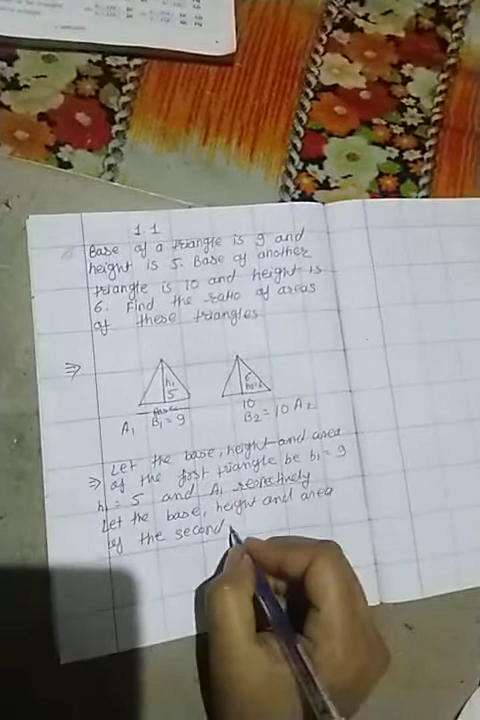 1.1
Base of a triangle is 9 and
height is 5. Base of another
triangle is 10 and height is
6. Find the ratio of areas
of these triangles
⇒
h1
5
6
10
A1 B1 = 9
B2 = 10 A2
⇒ Let the base, height and area
of the first triangle be b1 = 9
h1 = 5 and A1 respectively
Let the base, height and area
of the second